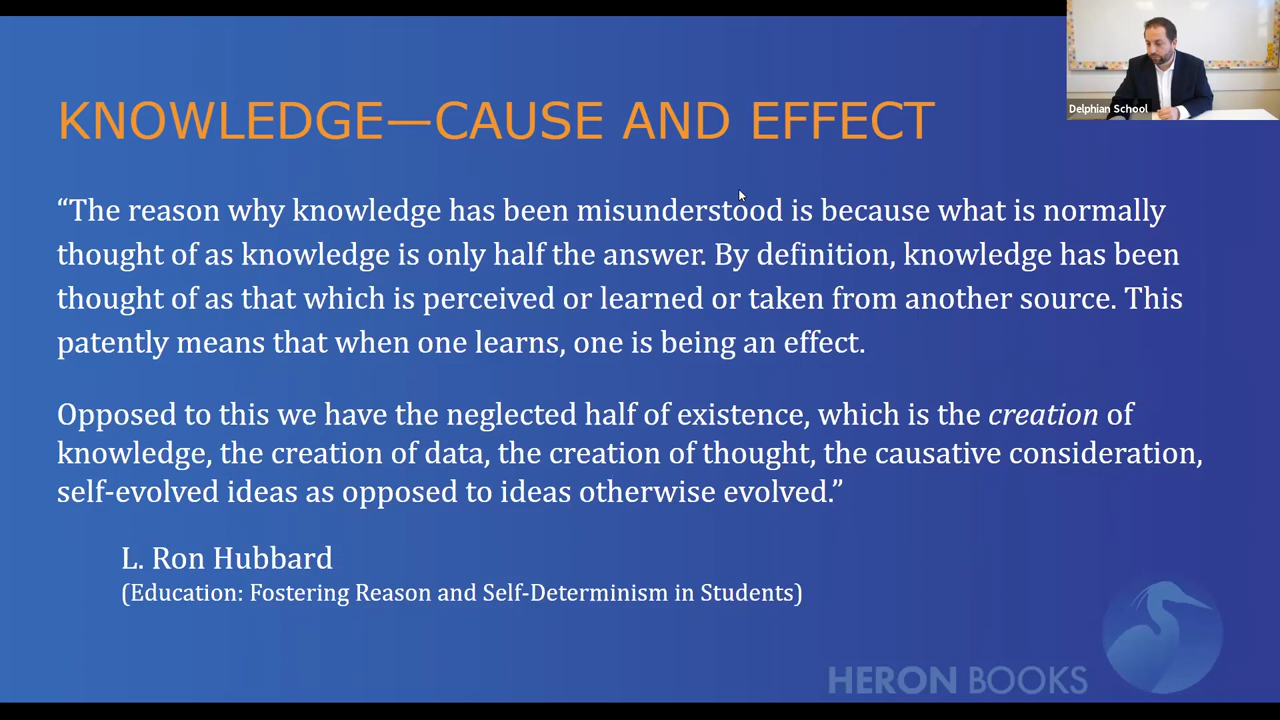 Delphian School
KNOWLEDGE—CAUSE AND EFFECT
“The reason why knowledge has been misunderstood is because what is normally
thought of as knowledge is only half the answer. By definition, knowledge has been
thought of as that which is perceived or learned or taken from another source. This
patently means that when one learns, one is being an effect.
Opposed to this we have the neglected half of existence, which is the creation of
knowledge, the creation of data, the creation of thought, the causative consideration,
self-evolved ideas as opposed to ideas otherwise evolved.”
L. Ron Hubbard
(Education: Fostering Reason and Self-Determinism in Students)
HERON BOOKS